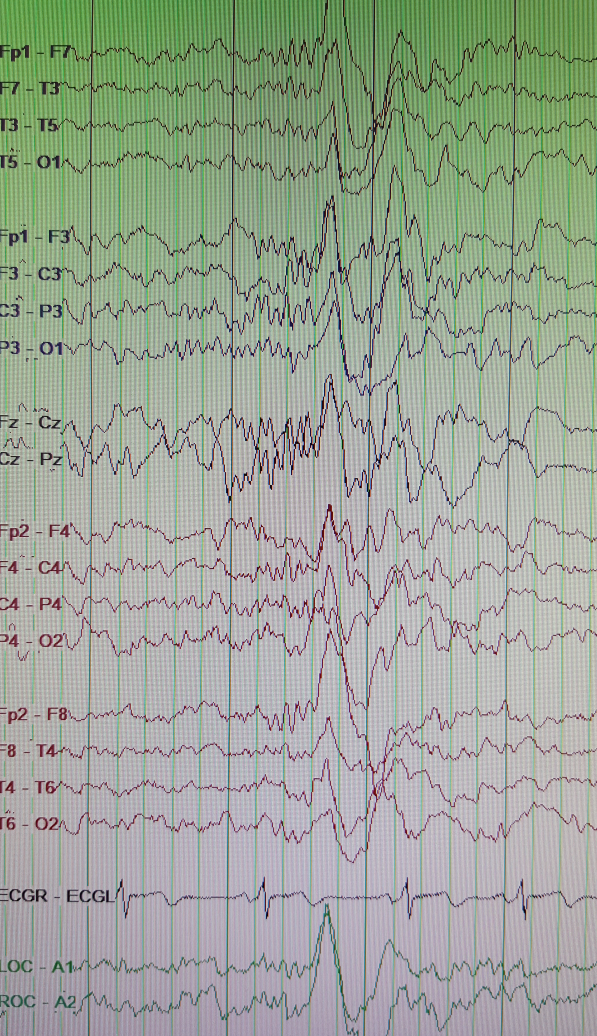 Fp1 - F7
F7 - T3
T3 - T5
T5 - O1
Fp1 - F3
F3 - C3
C3 - P3
P3 - O1
Fz - Cz
Cz - Pz
Fp2 - F4
F4 - C4
C4 - P4
P4 - O2
Fp2 - F8
F8 - T4
T4 - T6
T6 - O2
ECGR - ECGL
LOC - A1
ROC - A2